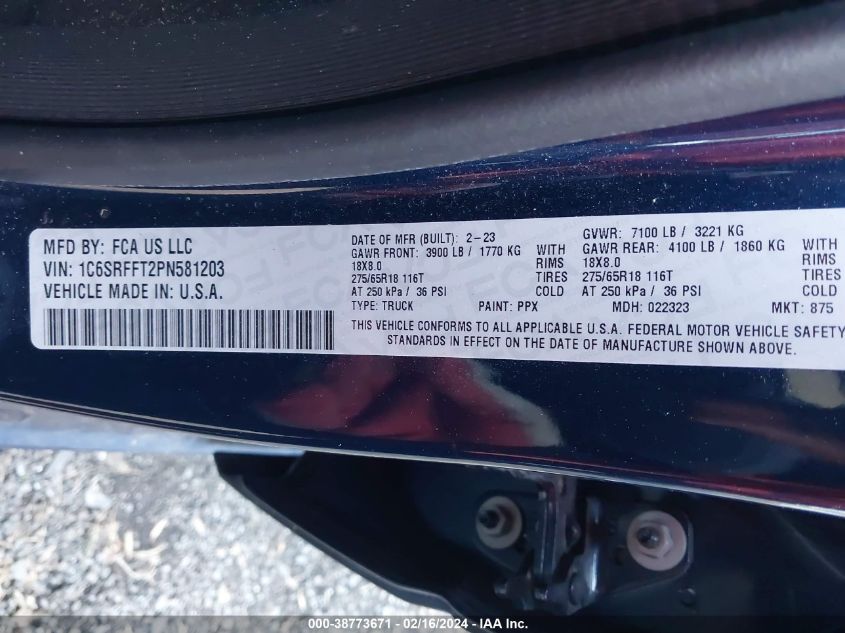 MFD BY: FCA US LLC
VIN: 1C6SRFFT2PN581203
VEHICLE MADE IN: U.S.A.
DATE OF MFR (BUILT): 2-23 GVWR: 7100 LB / 3221 KG
GAWR FRONT: 3900 LB / 1770 KG WITH GAWR REAR: 4100 LB / 1860 KG WITH
18X8.0 RIMS 18X8.0 RIMS
275/65R18 116T TIRES 275/65R18 116T TIRES
AT 250 kPa / 36 PSI COLD AT 250 kPa / 36 PSI COLD
TYPE: TRUCK PAINT: PPX MDH: 022323 MKT: 875
THIS VEHICLE CONFORMS TO ALL APPLICABLE U.S.A. FEDERAL MOTOR VEHICLE SAFETY
STANDARDS IN EFFECT ON THE DATE OF MANUFACTURE SHOWN ABOVE.
000-38773671 - 02/16/2024 - IAA Inc.